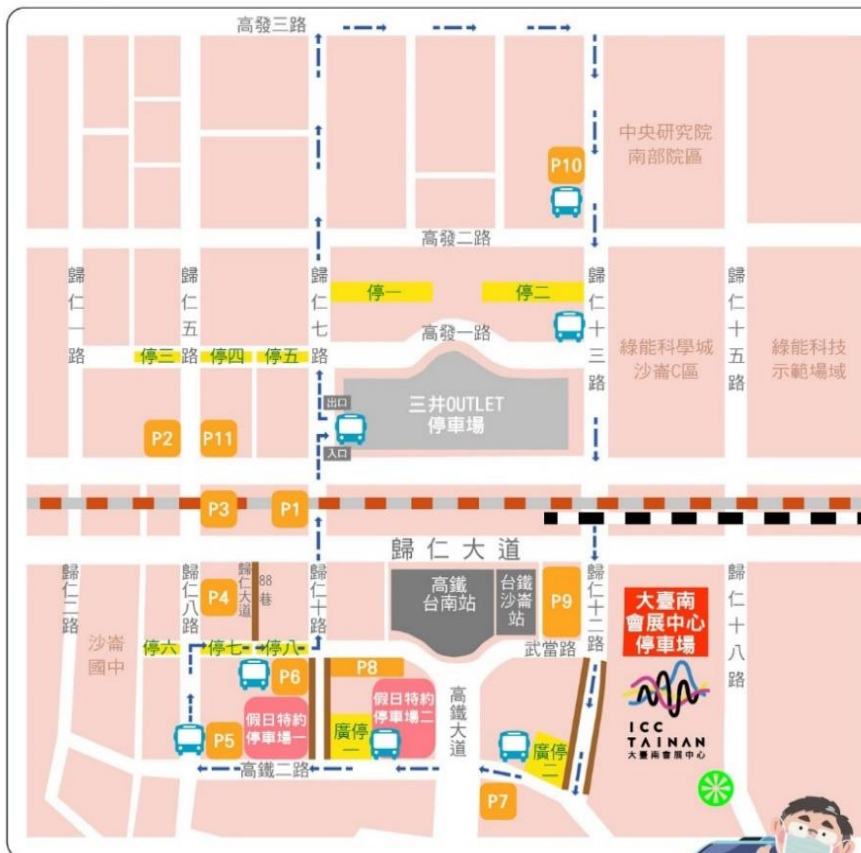 高發三路
中央研究院
南部院區
P10
高發二路
歸仁一路
歸仁五路
歸仁七路
停一
停二
歸仁十三路
歸仁十五路
高發一路
停三
停四
停五
綠能科學城
沙崙C區
綠能科技
示範場域
出口
三井OUTLET
停車場
入口
P2
P11
P3
P1
歸仁大道
歸仁二路
歸仁八路
P4
歸仁大道
88巷
歸仁十路
高鐵
台南站
台鐵
沙崙
站
P9
歸仁十二路
大臺南
會展中心
停車場
歸仁十八路
沙崙
國中
停六
停七
停八
武當路
P6
P8
高鐵大道
假日特約
停車場一
假日特約
停車場二
P5
廣停
一
廣停
二
ICC
TAINAN
大臺南會展中心
高鐵二路
P7